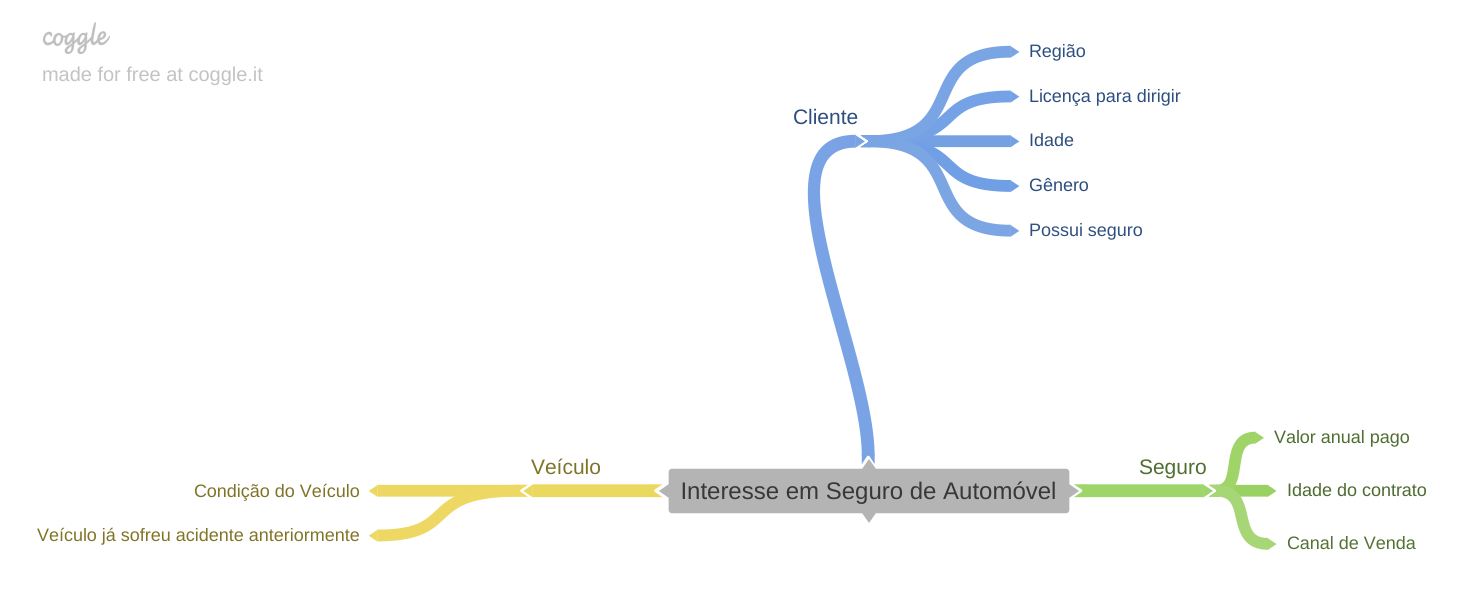 coggle
made for free at coggle.it
Região
Licença para dirigir
Cliente
Idade
Gênero
Possui seguro
Valor anual pago
Veículo
Seguro
Condição do Veículo
Interesse em Seguro de Automóvel
Idade do contrato
Veículo já sofreu acidente anteriormente
Canal de Venda